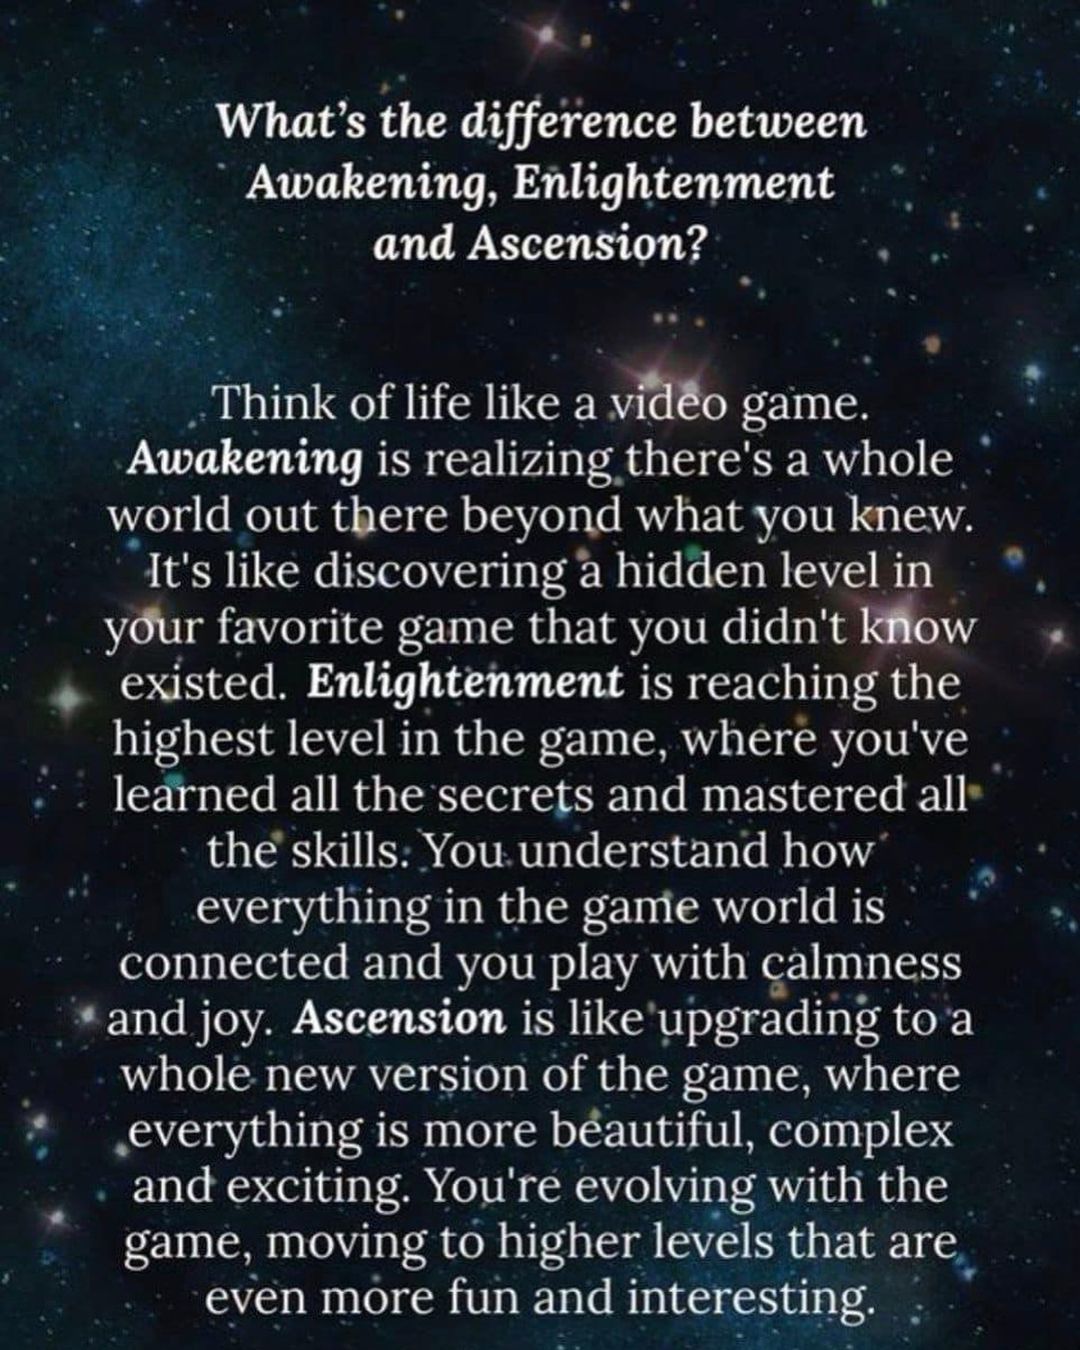 What’s the difference between
Awakening, Enlightenment
and Ascension?
Think of life like a video game.
Awakening is realizing there's a whole
world out there beyond what you knew.
It's like discovering a hidden level in
your favorite game that you didn't know
existed. Enlightenment is reaching the
highest level in the game, where you've
learned all the secrets and mastered all
the skills. You understand how
everything in the game world is
connected and you play with calmness
and joy. Ascension is like upgrading to a
whole new version of the game, where
everything is more beautiful, complex
and exciting. You're evolving with the
game, moving to higher levels that are
even more fun and interesting.